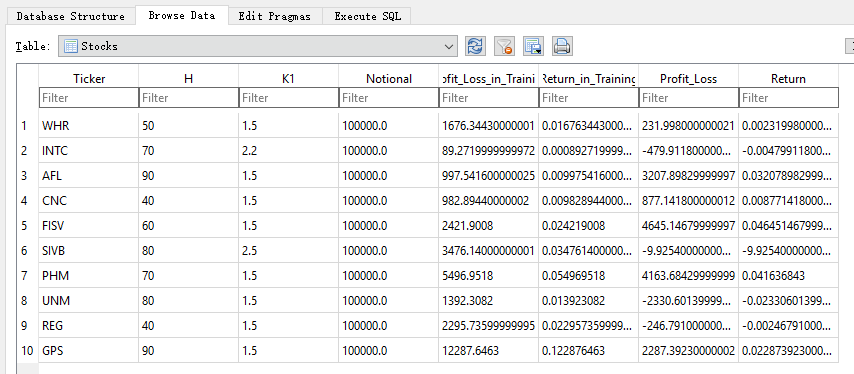 Database Structure Browse Data Edit Pragmas Execute SQL
Table: Stocks
Ticker H K1 Notional ofit_Loss_in_Traini Return_in_Training Profit_Loss Return
Filter Filter Filter Filter Filter Filter Filter Filter
1 WHR 50 1.5 100000.0 1676.34430000001 0.016763443000... 231.998000000021 0.002319980000...
2 INTC 70 2.2 100000.0 89.2719999999972 0.000892719999... -479.911800000... -0.00479911800...
3 AFL 90 1.5 100000.0 997.541600000025 0.009975416000... 3207.89829999997 0.032078982999...
4 CNC 40 1.5 100000.0 982.89440000002 0.009828944000... 877.141800000012 0.008771418000...
5 FISV 60 1.5 100000.0 2421.9008 0.024219008 4645.14679999997 0.046451467999...
6 SIVB 80 2.5 100000.0 3476.14000000001 0.034761400000... -9.92540000000... -9.92540000000...
7 PHM 70 1.5 100000.0 5496.9518 0.054969518 4163.68429999999 0.041636843
8 UNM 80 1.5 100000.0 1392.3082 0.013923082 -2330.60139999... -0.02330601399...
9 REG 40 1.5 100000.0 2295.73599999995 0.022957359999... -246.791000000... -0.00246791000...
10 GPS 90 1.5 100000.0 12287.6463 0.122876463 2287.39230000002 0.022873923000...